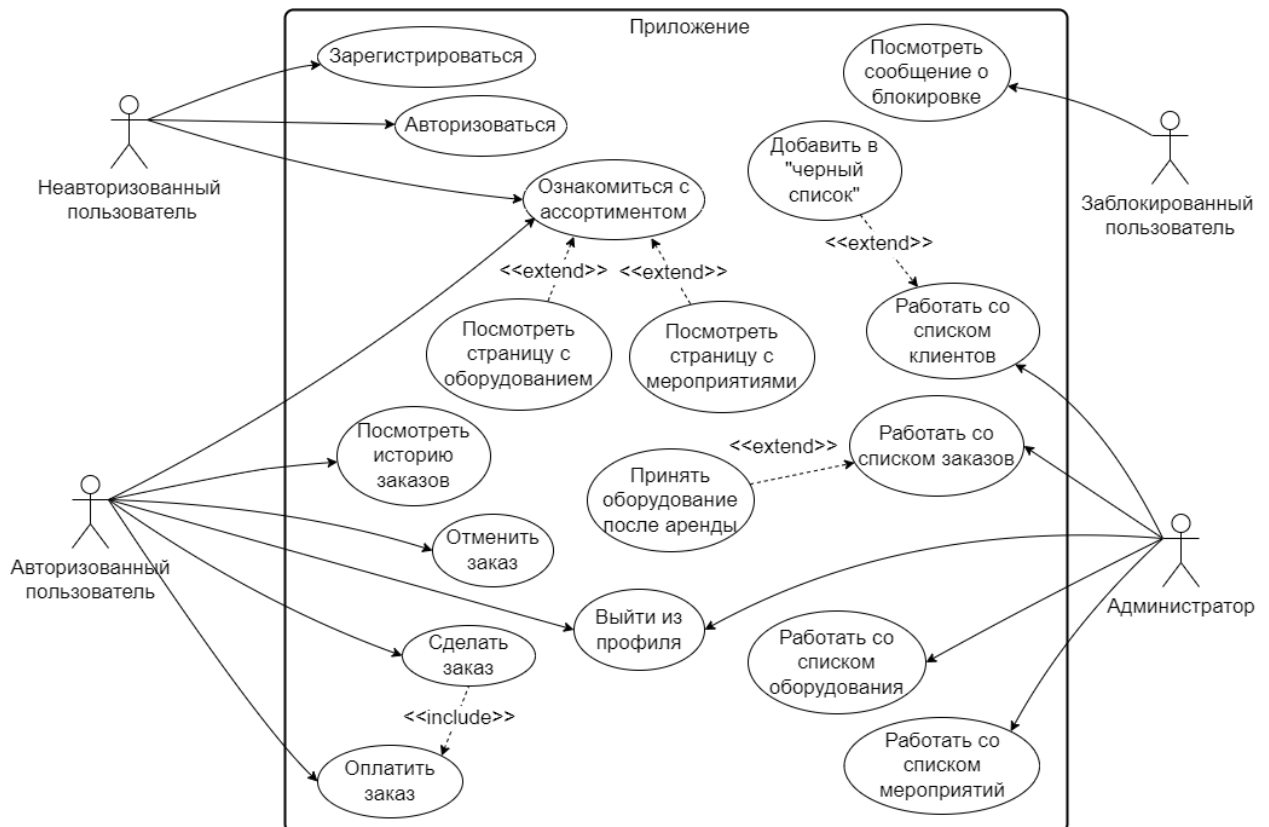 Приложение
Зарегистрироваться
Посмотреть
сообщение о
блокировке
Авторизоваться
Неавторизованный
пользователь
Добавить в
"черный
список"
Заблокированный
пользователь
Ознакомиться с
ассортиментом
<<extend>>
<<extend>>
<<extend>>
Посмотреть
страницу с
оборудованием
Посмотреть
страницу с
мероприятиями
Работать со
списком
клиентов
Посмотреть
историю
заказов
<<extend>>
Работать со
списком заказов
Принять
оборудование
после аренды
Авторизованный
пользователь
Отменить
заказ
Администратор
Выйти из
профиля
Сделать
заказ
Работать со
списком
оборудования
<<include>>
Оплатить
заказ
Работать со
списком
мероприятий